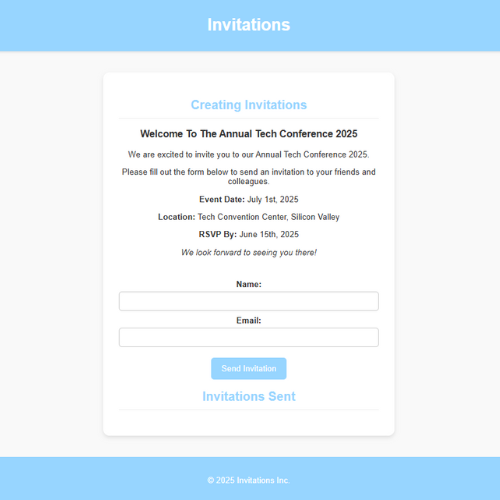 Invitations
Creating Invitations
Welcome To The Annual Tech Conference 2025
We are excited to invite you to our Annual Tech Conference 2025.
Please fill out the form below to send an invitation to your friends and
colleagues.
Event Date: July 1st, 2025
Location: Tech Convention Center, Silicon Valley
RSVP By: June 15th, 2025
We look forward to seeing you there!
Name:
Email:
Send Invitation
Invitations Sent
© 2025 Invitations Inc.